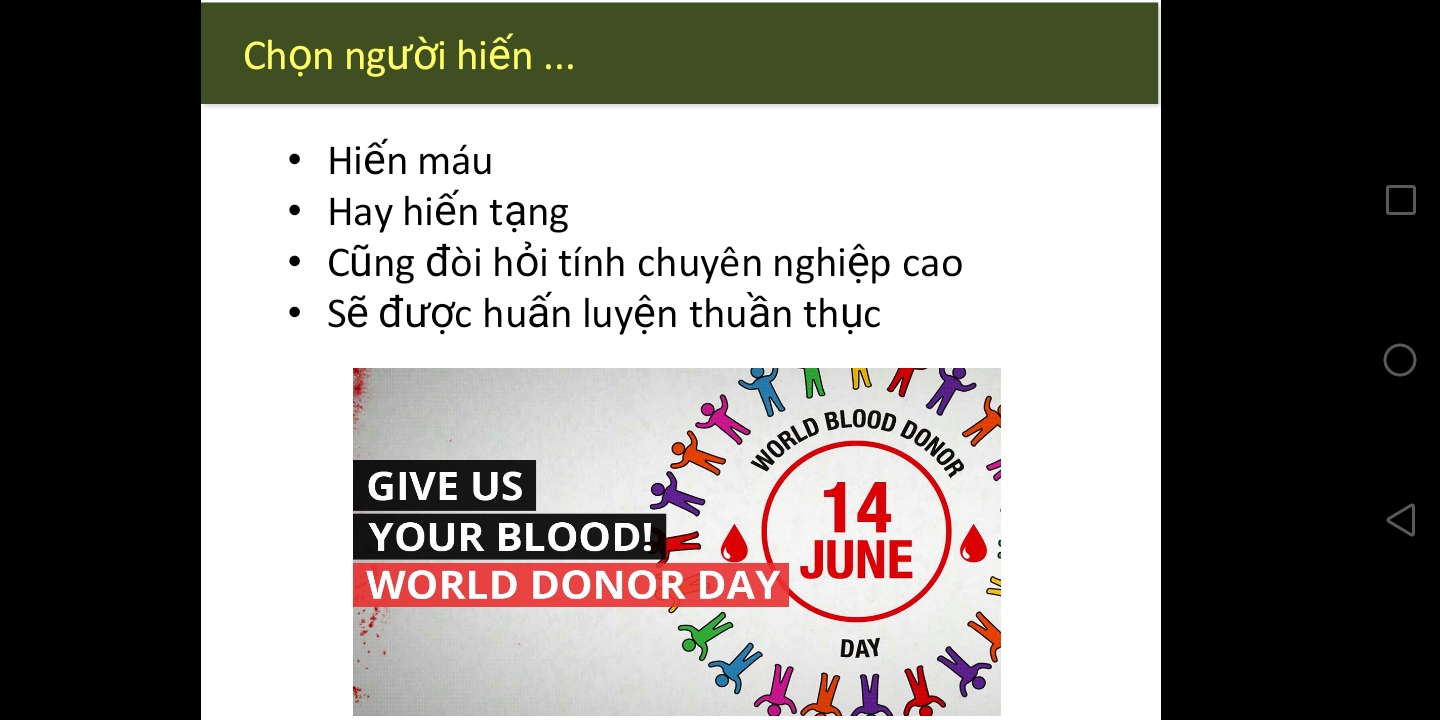 Chọn người hiến ...
• Hiến máu
• Hay hiến tạng
• Cũng đòi hỏi tính chuyên nghiệp cao
• Sẽ được huấn luyện thuần thục
GIVE US
YOUR BLOOD!
WORLD DONOR DAY
WORLD BLOOD DONOR
14
JUNE
DAY